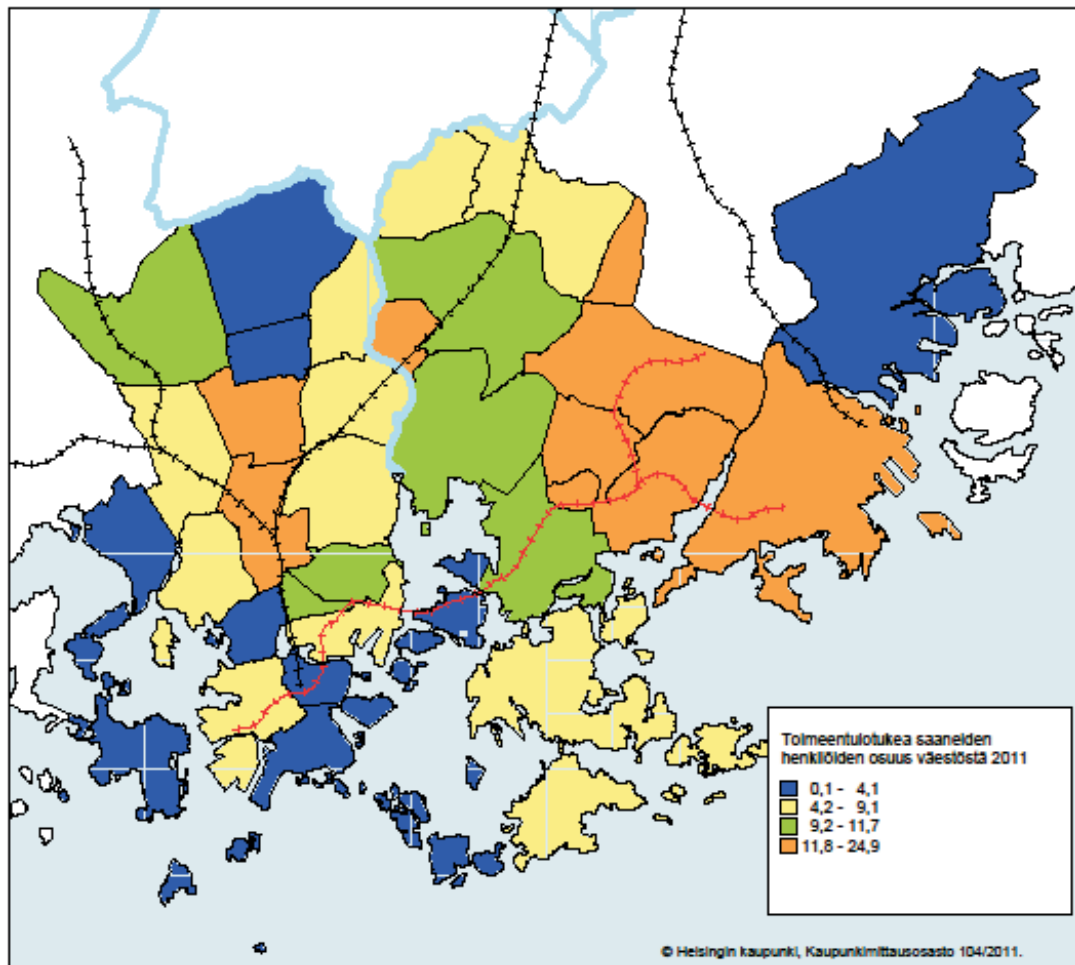 Toimeentulotukea saaneiden
henkilöiden osuus väestöstä 2011
0,1 - 4,1
4,2 - 9,1
9,2 - 11,7
11,8 - 24,9
© Helsingin kaupunki, Kaupunkimittausosasto 104/2011.